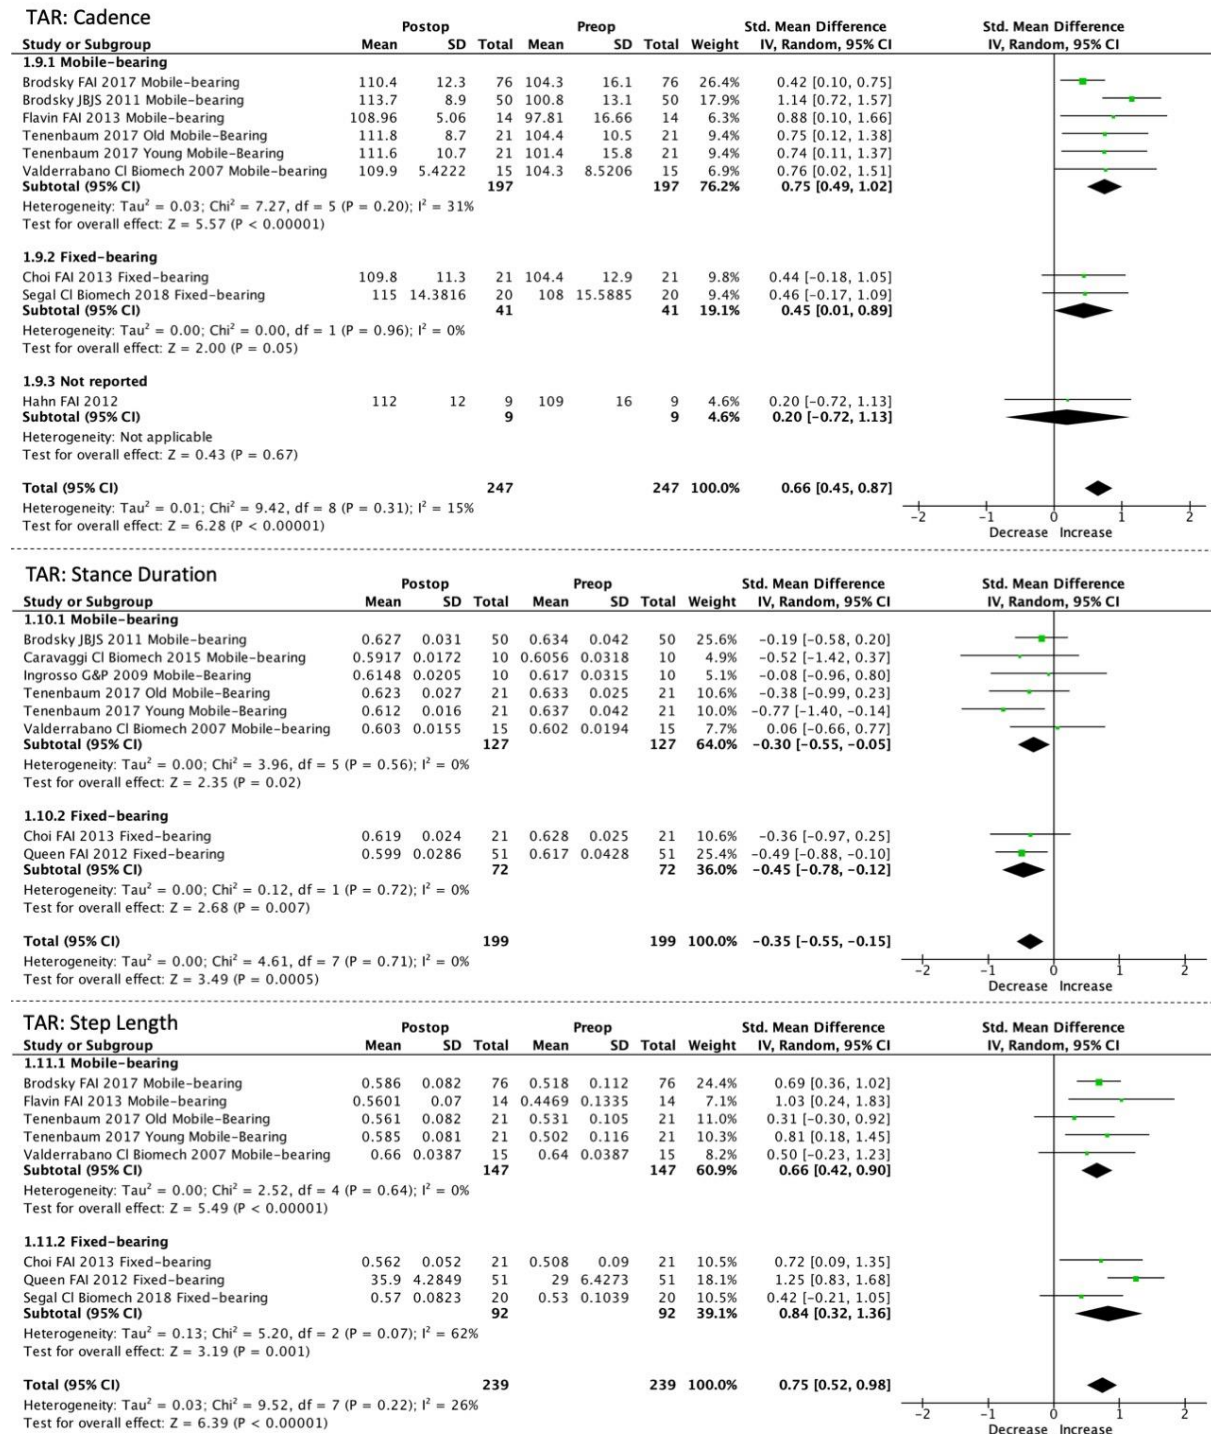 TAR: Cadence
Postop Preop Std. Mean Difference Std. Mean Difference
Study or Subgroup Mean SD Total Mean SD Total Weight IV, Random, 95% CI IV, Random, 95% CI
1.9.1 Mobile-bearing
Brodsky FAI 2017 Mobile-bearing 110.4 12.3 76 104.3 16.1 76 26.4% 0.42 [0.10, 0.75]
Brodsky JBJS 2011 Mobile-bearing 113.7 8.9 50 100.8 13.1 50 17.9% 1.14 [0.72, 1.57]
Flavin FAI 2013 Mobile-bearing 108.96 5.06 14 97.81 16.66 14 6.3% 0.88 [0.10, 1.66]
Tenenbaum 2017 Old Mobile-Bearing 111.8 8.7 21 104.4 10.5 21 9.4% 0.75 [0.12, 1.38]
Tenenbaum 2017 Young Mobile-Bearing 111.6 10.7 21 101.4 15.8 21 9.4% 0.74 [0.11, 1.37]
Valderrabano Cl Biomech 2007 Mobile-bearing 109.9 5.4222 15 104.3 8.5206 15 6.9% 0.76 [0.02, 1.51]
Subtotal (95% CI) 197 197 76.2% 0.75 [0.49, 1.02]
Heterogeneity: Tau² = 0.03; Chi² = 7.27, df = 5 (P = 0.20); I² = 31%
Test for overall effect: Z = 5.57 (P < 0.00001)
1.9.2 Fixed-bearing
Choi FAI 2013 Fixed-bearing 109.8 11.3 21 104.4 12.9 21 9.8% 0.44 [−0.18, 1.05]
Segal Cl Biomech 2018 Fixed-bearing 115 14.3816 20 108 15.5885 20 9.4% 0.46 [−0.17, 1.09]
Subtotal (95% CI) 41 41 19.1% 0.45 [0.01, 0.89]
Heterogeneity: Tau² = 0.00; Chi² = 0.00, df = 1 (P = 0.96); I² = 0%
Test for overall effect: Z = 2.00 (P = 0.05)
1.9.3 Not reported
Hahn FAI 2012 112 12 9 109 16 9 4.6% 0.20 [−0.72, 1.13]
Subtotal (95% CI) 9 9 4.6% 0.20 [−0.72, 1.13]
Heterogeneity: Not applicable
Test for overall effect: Z = 0.43 (P = 0.67)
Total (95% CI) 247 247 100.0% 0.66 [0.45, 0.87]
Heterogeneity: Tau² = 0.01; Chi² = 9.42, df = 8 (P = 0.31); I² = 15%
Test for overall effect: Z = 6.28 (P < 0.00001)
−2 −1 0 1 2
Decrease Increase
TAR: Stance Duration
Postop Preop Std. Mean Difference Std. Mean Difference
Study or Subgroup Mean SD Total Mean SD Total Weight IV, Random, 95% CI IV, Random, 95% CI
1.10.1 Mobile-bearing
Brodsky JBJS 2011 Mobile-bearing 0.627 0.031 50 0.634 0.042 50 25.6% −0.19 [−0.58, 0.20]
Caravaggi Cl Biomech 2015 Mobile-bearing 0.5917 0.0172 10 0.6056 0.0318 10 4.9% −0.52 [−1.42, 0.37]
Ingrosso G&P 2009 Mobile-Bearing 0.6148 0.0205 10 0.617 0.0315 10 5.1% −0.08 [−0.96, 0.80]
Tenenbaum 2017 Old Mobile-Bearing 0.623 0.027 21 0.633 0.025 21 10.6% −0.38 [−0.99, 0.23]
Tenenbaum 2017 Young Mobile-Bearing 0.612 0.016 21 0.637 0.042 21 10.0% −0.77 [−1.40, −0.14]
Valderrabano Cl Biomech 2007 Mobile-bearing 0.603 0.0155 15 0.602 0.0194 15 7.7% 0.06 [−0.66, 0.77]
Subtotal (95% CI) 127 127 64.0% −0.30 [−0.55, −0.05]
Heterogeneity: Tau² = 0.00; Chi² = 3.96, df = 5 (P = 0.56); I² = 0%
Test for overall effect: Z = 2.35 (P = 0.02)
1.10.2 Fixed-bearing
Choi FAI 2013 Fixed-bearing 0.619 0.024 21 0.628 0.025 21 10.6% −0.36 [−0.97, 0.25]
Queen FAI 2012 Fixed-bearing 0.599 0.0286 51 0.617 0.0428 51 25.4% −0.49 [−0.88, −0.10]
Subtotal (95% CI) 72 72 36.0% −0.45 [−0.78, −0.12]
Heterogeneity: Tau² = 0.00; Chi² = 0.12, df = 1 (P = 0.72); I² = 0%
Test for overall effect: Z = 2.68 (P = 0.007)
Total (95% CI) 199 199 100.0% −0.35 [−0.55, −0.15]
Heterogeneity: Tau² = 0.00; Chi² = 4.61, df = 7 (P = 0.71); I² = 0%
Test for overall effect: Z = 3.49 (P = 0.0005)
−2 −1 0 1 2
Decrease Increase
TAR: Step Length
Postop Preop Std. Mean Difference Std. Mean Difference
Study or Subgroup Mean SD Total Mean SD Total Weight IV, Random, 95% CI IV, Random, 95% CI
1.11.1 Mobile-bearing
Brodsky FAI 2017 Mobile-bearing 0.586 0.082 76 0.518 0.112 76 24.4% 0.69 [0.36, 1.02]
Flavin FAI 2013 Mobile-bearing 0.5601 0.07 14 0.4469 0.1335 14 7.1% 1.03 [0.24, 1.83]
Tenenbaum 2017 Old Mobile-Bearing 0.561 0.082 21 0.531 0.105 21 11.0% 0.31 [−0.30, 0.92]
Tenenbaum 2017 Young Mobile-Bearing 0.585 0.081 21 0.502 0.116 21 10.3% 0.81 [0.18, 1.45]
Valderrabano Cl Biomech 2007 Mobile-bearing 0.66 0.0387 15 0.64 0.0387 15 8.2% 0.50 [−0.23, 1.23]
Subtotal (95% CI) 147 147 60.9% 0.66 [0.42, 0.90]
Heterogeneity: Tau² = 0.00; Chi² = 2.52, df = 4 (P = 0.64); I² = 0%
Test for overall effect: Z = 5.49 (P < 0.00001)
1.11.2 Fixed-bearing
Choi FAI 2013 Fixed-bearing 0.562 0.052 21 0.508 0.09 21 10.5% 0.72 [0.09, 1.35]
Queen FAI 2012 Fixed-bearing 35.9 4.2849 51 29 6.4273 51 18.1% 1.25 [0.83, 1.68]
Segal Cl Biomech 2018 Fixed-bearing 0.57 0.0823 20 0.53 0.1039 20 10.5% 0.42 [−0.21, 1.05]
Subtotal (95% CI) 92 92 39.1% 0.84 [0.32, 1.36]
Heterogeneity: Tau² = 0.13; Chi² = 5.20, df = 2 (P = 0.07); I² = 62%
Test for overall effect: Z = 3.19 (P = 0.001)
Total (95% CI) 239 239 100.0% 0.75 [0.52, 0.98]
Heterogeneity: Tau² = 0.03; Chi² = 9.52, df = 7 (P = 0.22); I² = 26%
Test for overall effect: Z = 6.39 (P < 0.00001)
−2 −1 0 1 2
Decrease Increase